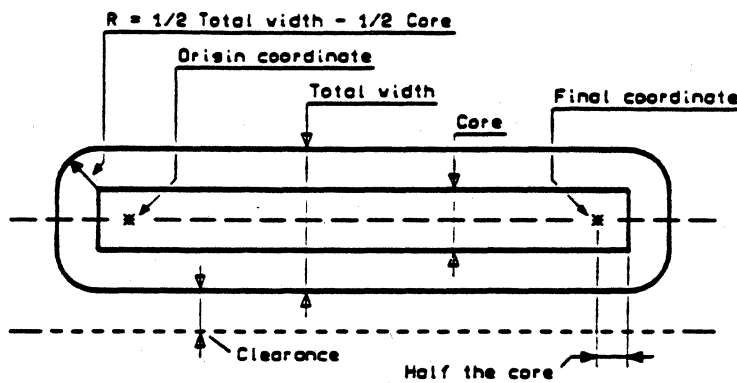 R = 1/2 Total width - 1/2 Core
Origin coordinate
Total width
Final coordinate
Core
Clearance
Half the core